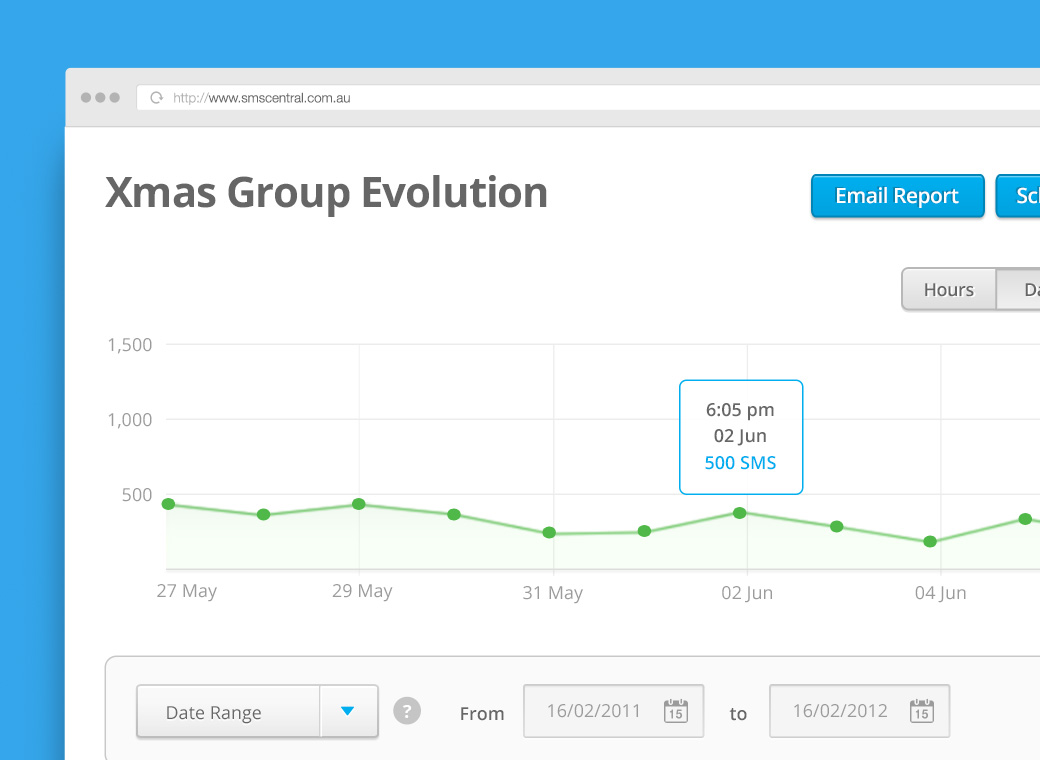 http://www.smscentral.com.au
Xmas Group Evolution
Email Report
Hours
1,500
1,000
500
6:05 pm
02 Jun
500 SMS
27 May
29 May
31 May
02 Jun
04 Jun
Date Range
?
From
16/02/2011
15
to
16/02/2012
15